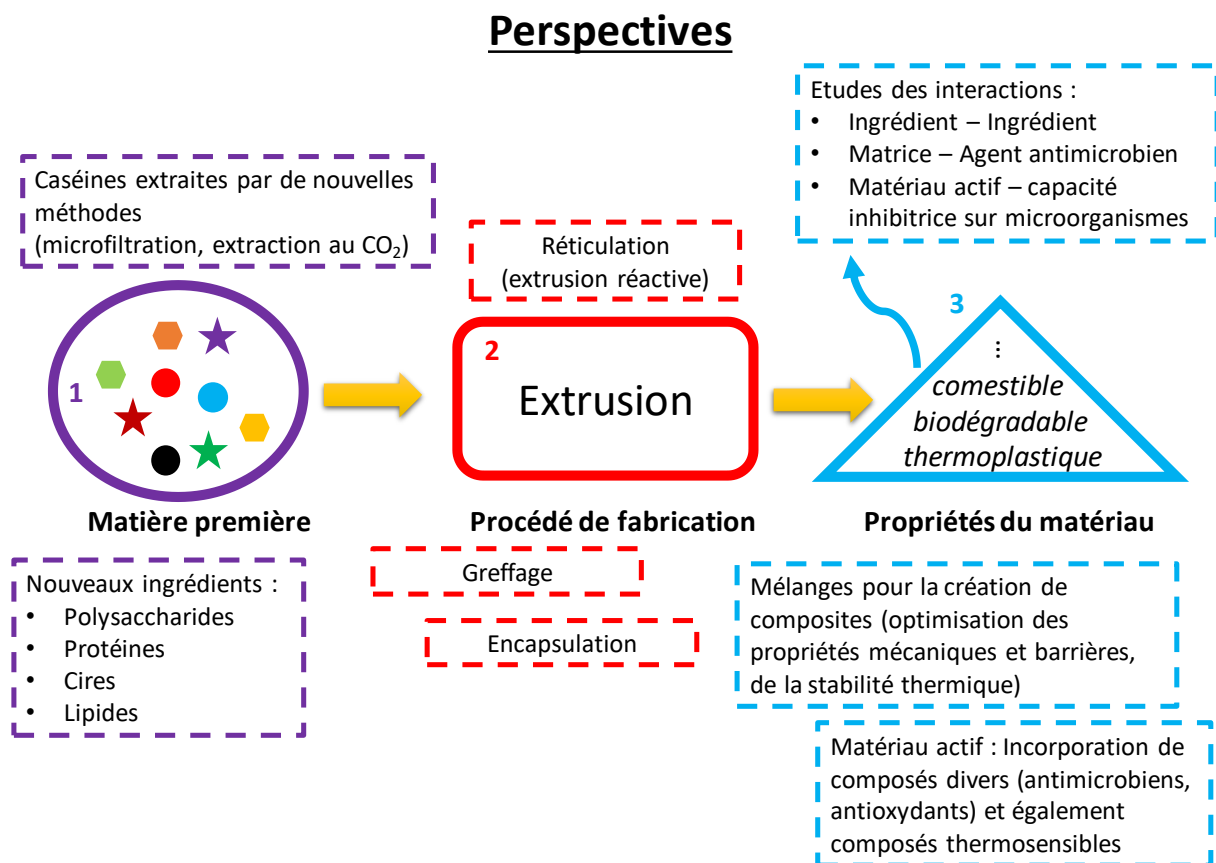 Perspectives
Caséines extraites par de nouvelles
méthodes
(microfiltration, extraction au CO₂)
1
Matière première
Nouveaux ingrédients :
• Polysaccharides
• Protéines
• Cires
• Lipides
Réticulation
(extrusion réactive)
2
Extrusion
Procédé de fabrication
Greffage
Encapsulation
Etudes des interactions :
• Ingrédient – Ingrédient
• Matrice – Agent antimicrobien
• Matériau actif – capacité
inhibitrice sur microorganismes
3
...
comestible
biodégradable
thermoplastique
Propriétés du matériau
Mélanges pour la création de
composites (optimisation des
propriétés mécaniques et barrières,
de la stabilité thermique)
Matériau actif : Incorporation de
composés divers (antimicrobiens,
antioxydants) et également
composés thermosensibles